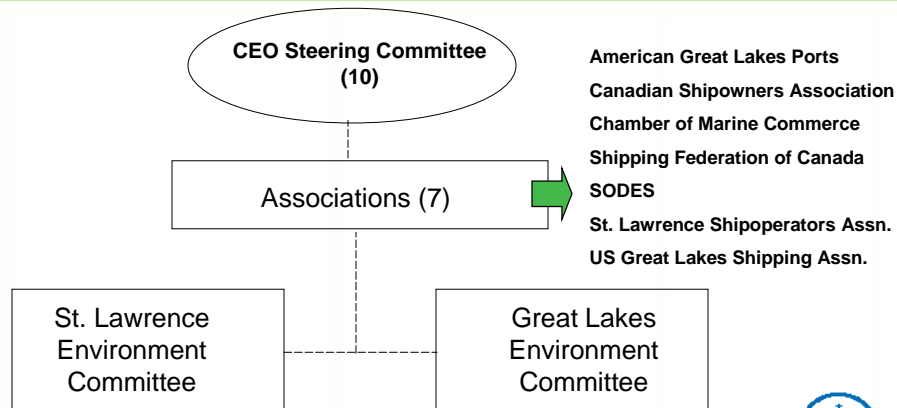 CEO Steering Committee
(10)
American Great Lakes Ports
Canadian Shipowners Association
Chamber of Marine Commerce
Shipping Federation of Canada
SODES
St. Lawrence Shipoperators Assn.
US Great Lakes Shipping Assn.
Associations (7)
St. Lawrence
Environment
Committee
Great Lakes
Environment
Committee